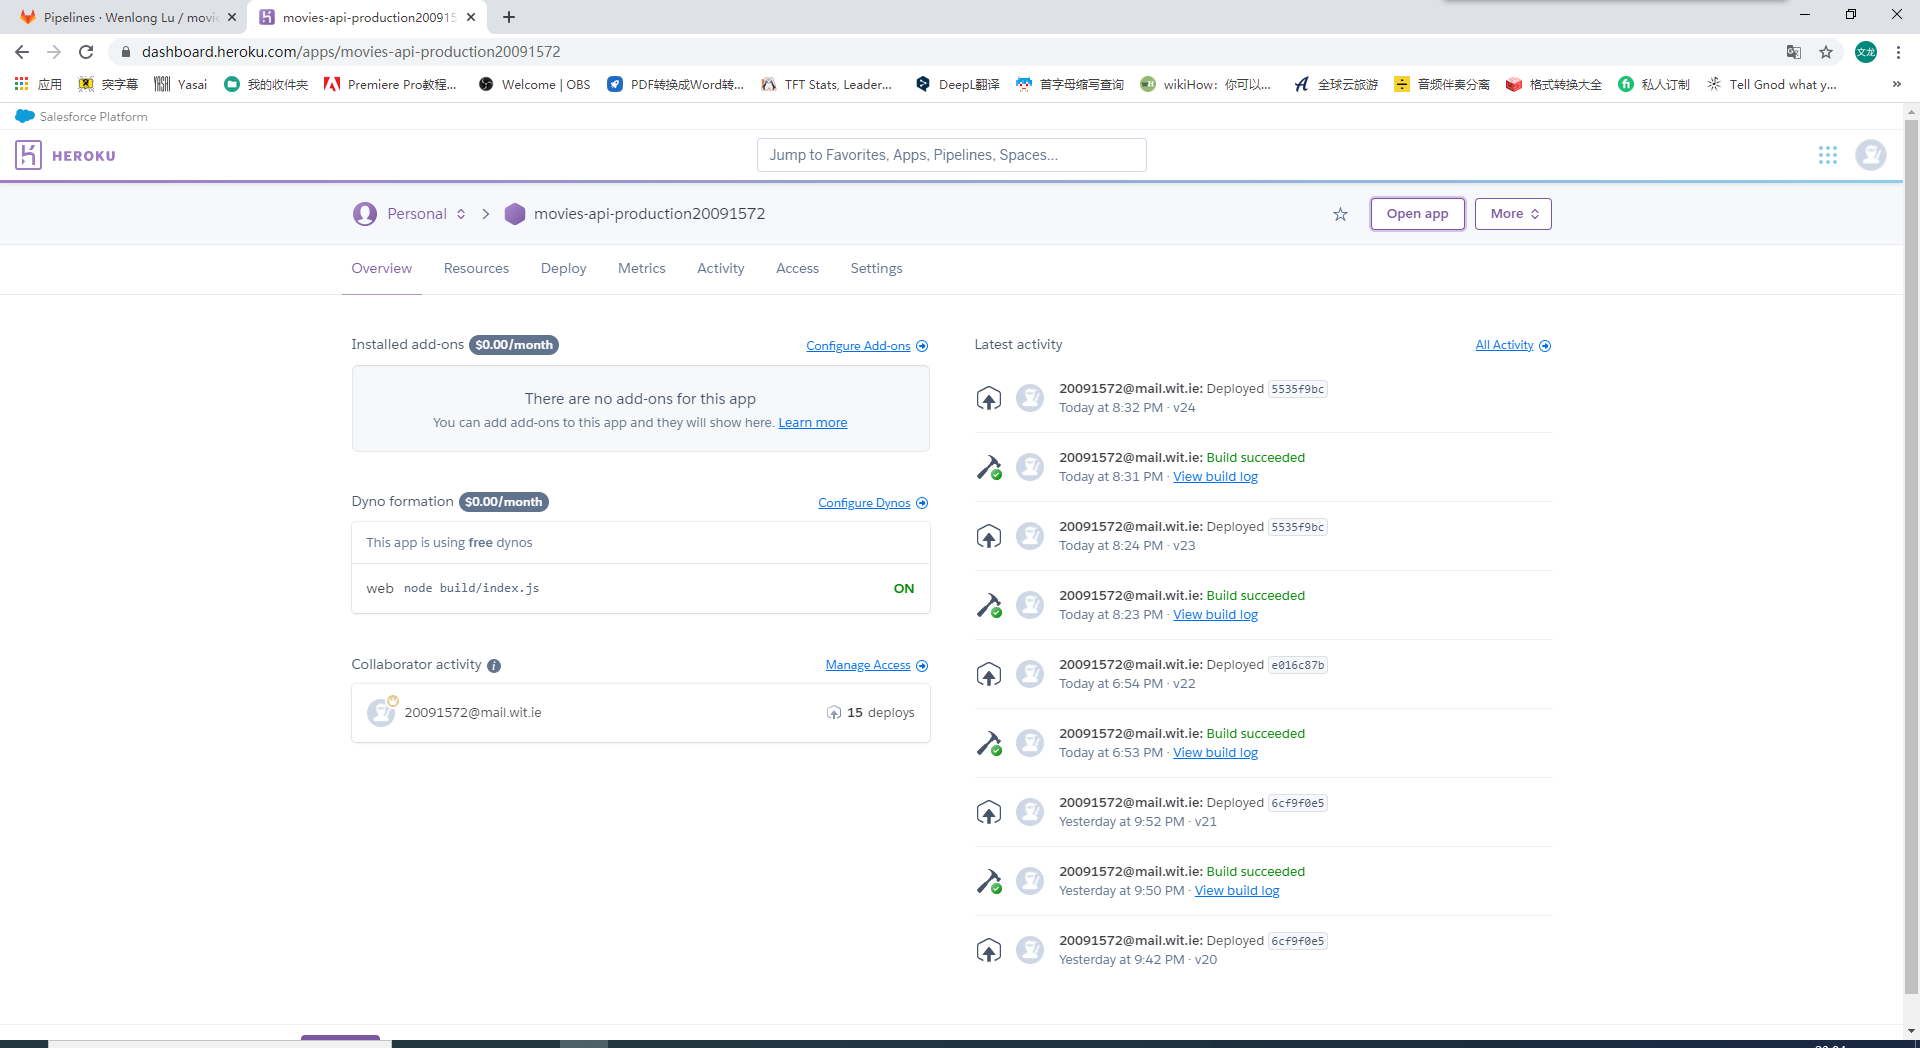 Pipelines · Wenlong Lu / movi
movies-api-production200915
dashboard.heroku.com/apps/movies-api-production20091572
文龙
应用
突字幕
Yasai
我的收件夹
Premiere Pro教程...
Welcome | OBS
PDF转换成Word转...
TFT Stats, Leader...
DeepL翻译
首字母缩写查询
wikiHow：你可以...
全球云旅游
音频伴奏分离
格式转换大全
私人订制
Tell Gnod what y...
»
Salesforce Platform
HEROKU
Jump to Favorites, Apps, Pipelines, Spaces...
Personal
movies-api-production20091572
Open app
More
Overview
Resources
Deploy
Metrics
Activity
Access
Settings
Installed add-ons $0.00/month
Configure Add-ons
There are no add-ons for this app
You can add add-ons to this app and they will show here. Learn more
Dyno formation $0.00/month
Configure Dynos
This app is using free dynos
web node build/index.js
ON
Collaborator activity
Manage Access
20091572@mail.wit.ie
15 deploys
Latest activity
All Activity
20091572@mail.wit.ie: Deployed 5535f9bc
Today at 8:32 PM · v24
20091572@mail.wit.ie: Build succeeded
Today at 8:31 PM · View build log
20091572@mail.wit.ie: Deployed 5535f9bc
Today at 8:24 PM · v23
20091572@mail.wit.ie: Build succeeded
Today at 8:23 PM · View build log
20091572@mail.wit.ie: Deployed e016c87b
Today at 6:54 PM · v22
20091572@mail.wit.ie: Build succeeded
Today at 6:53 PM · View build log
20091572@mail.wit.ie: Deployed 6cf9f0e5
Yesterday at 9:52 PM · v21
20091572@mail.wit.ie: Build succeeded
Yesterday at 9:50 PM · View build log
20091572@mail.wit.ie: Deployed 6cf9f0e5
Yesterday at 9:42 PM · v20